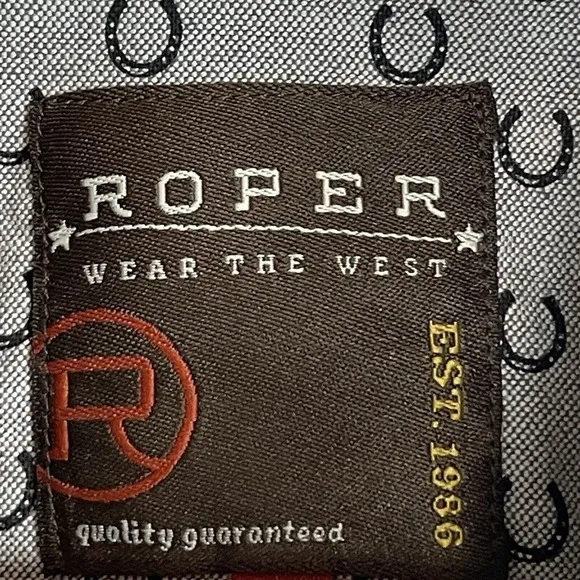 ROPER
WEAR THE WEST
R
EST. 1986
quality guaranteed